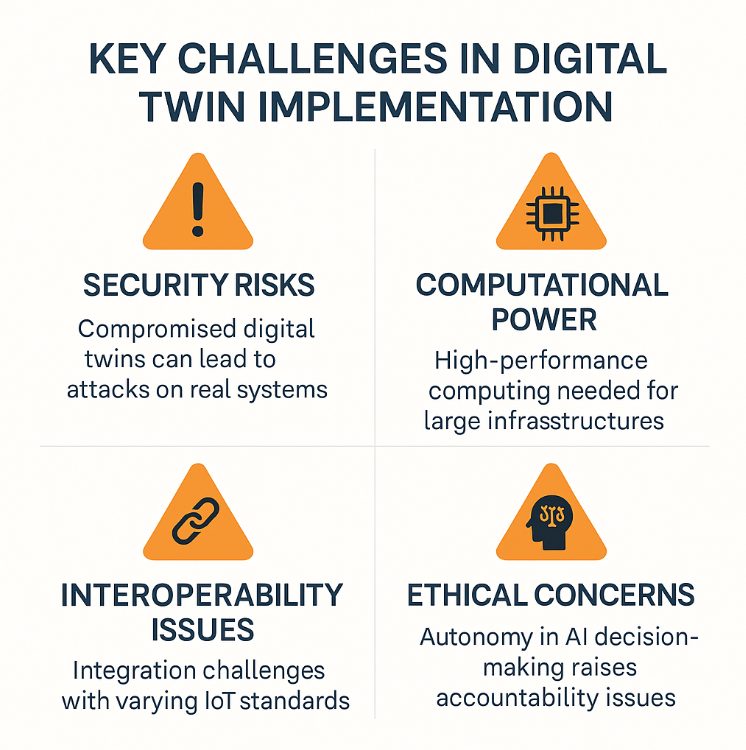 KEY CHALLENGES IN DIGITAL
TWIN IMPLEMENTATION
SECURITY RISKS
Compromised digital
twins can lead to
attacks on real systems
COMPUTATIONAL
POWER
High-performance
computing needed for
large infrasstructures
INTEROPERABILITY
ISSUES
Integration challenges
with varying IoT standards
ETHICAL CONCERNS
Autonomy in AI decision-
making raises
accountability issues